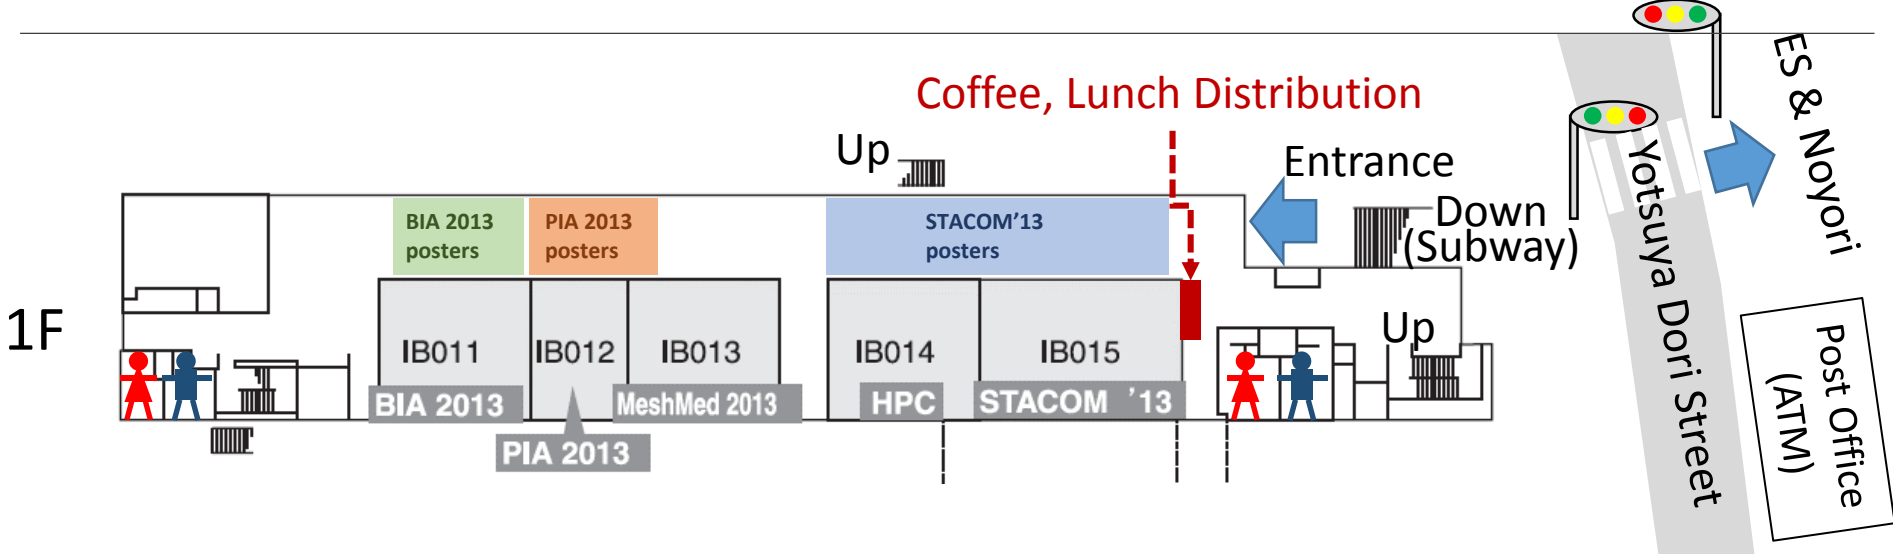 Coffee, Lunch Distribution
Up
Entrance
Down
(Subway)
ES & Noyori
Yotsuya Dori Street
Post Office
(ATM)
BIA 2013
posters
PIA 2013
posters
STACOM'13
posters
1F
IB011
IB012
IB013
IB014
IB015
Up
BIA 2013
MeshMed 2013
HPC
STACOM '13
PIA 2013